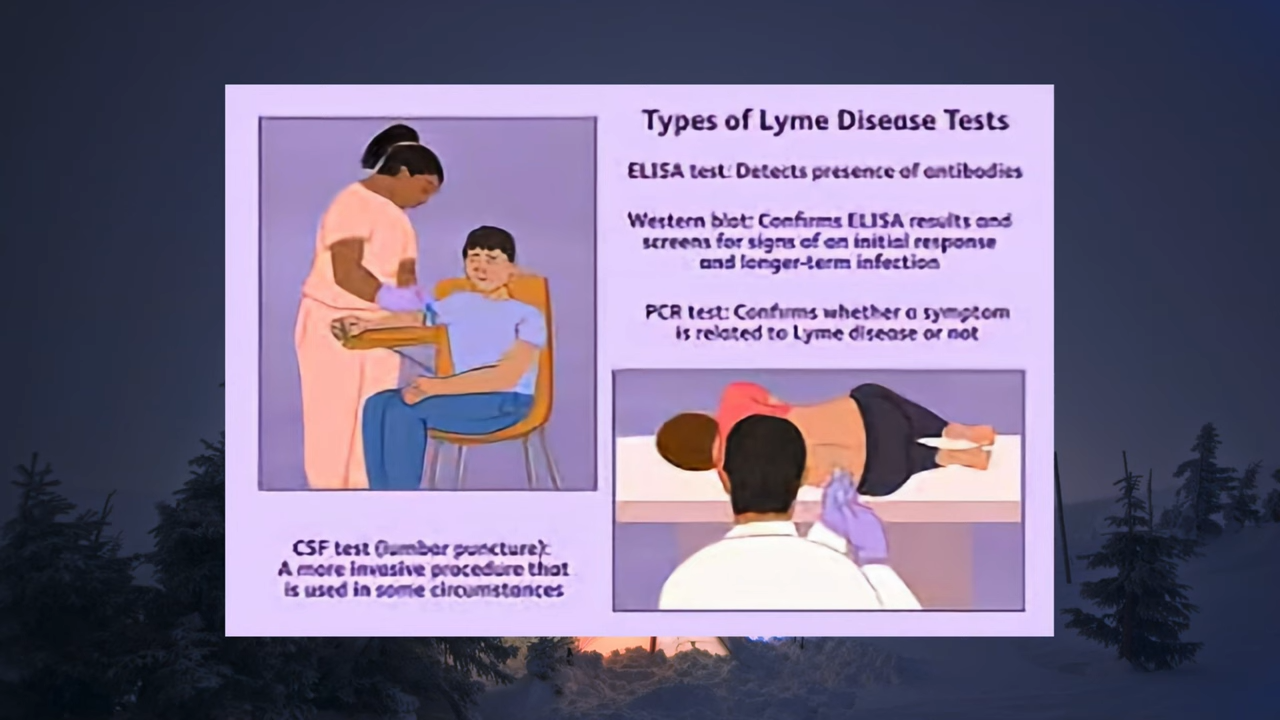 Types of Lyme Disease Tests
ELISA test: Detects presence of antibodies
Western blot: Confirms ELISA results and
screens for signs of an initial response
and longer-term infection
PCR test: Confirms whether a symptom
is related to Lyme disease or not
CSF test (lumbar puncture):
A more invasive procedure that
is used in some circumstances